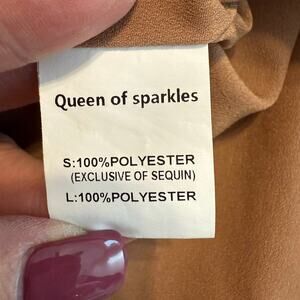 Queen of sparkles
S:100%POLYESTER
(EXCLUSIVE OF SEQUIN)
L:100%POLYESTER